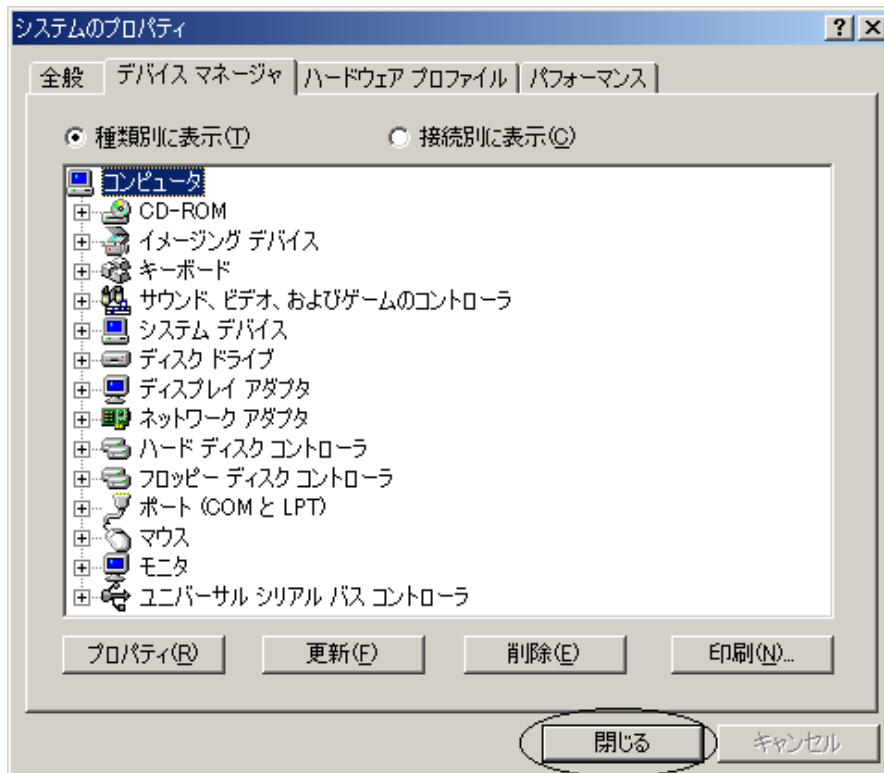 システムのプロパティ
全般 デバイス マネージャ ハードウェア プロファイル パフォーマンス
種類別に表示(T) 接続別に表示(C)
コンピュータ
CD-ROM
イメージング デバイス
キーボード
サウンド、ビデオ、およびゲームのコントローラ
システム デバイス
ディスク ドライブ
ディスプレイ アダプタ
ネットワーク アダプタ
ハード ディスク コントローラ
フロッピー ディスク コントローラ
ポート (COM と LPT)
マウス
モニタ
ユニバーサル シリアル バス コントローラ
プロパティ(R) 更新(F) 削除(E) 印刷(N)...
閉じる キャンセル